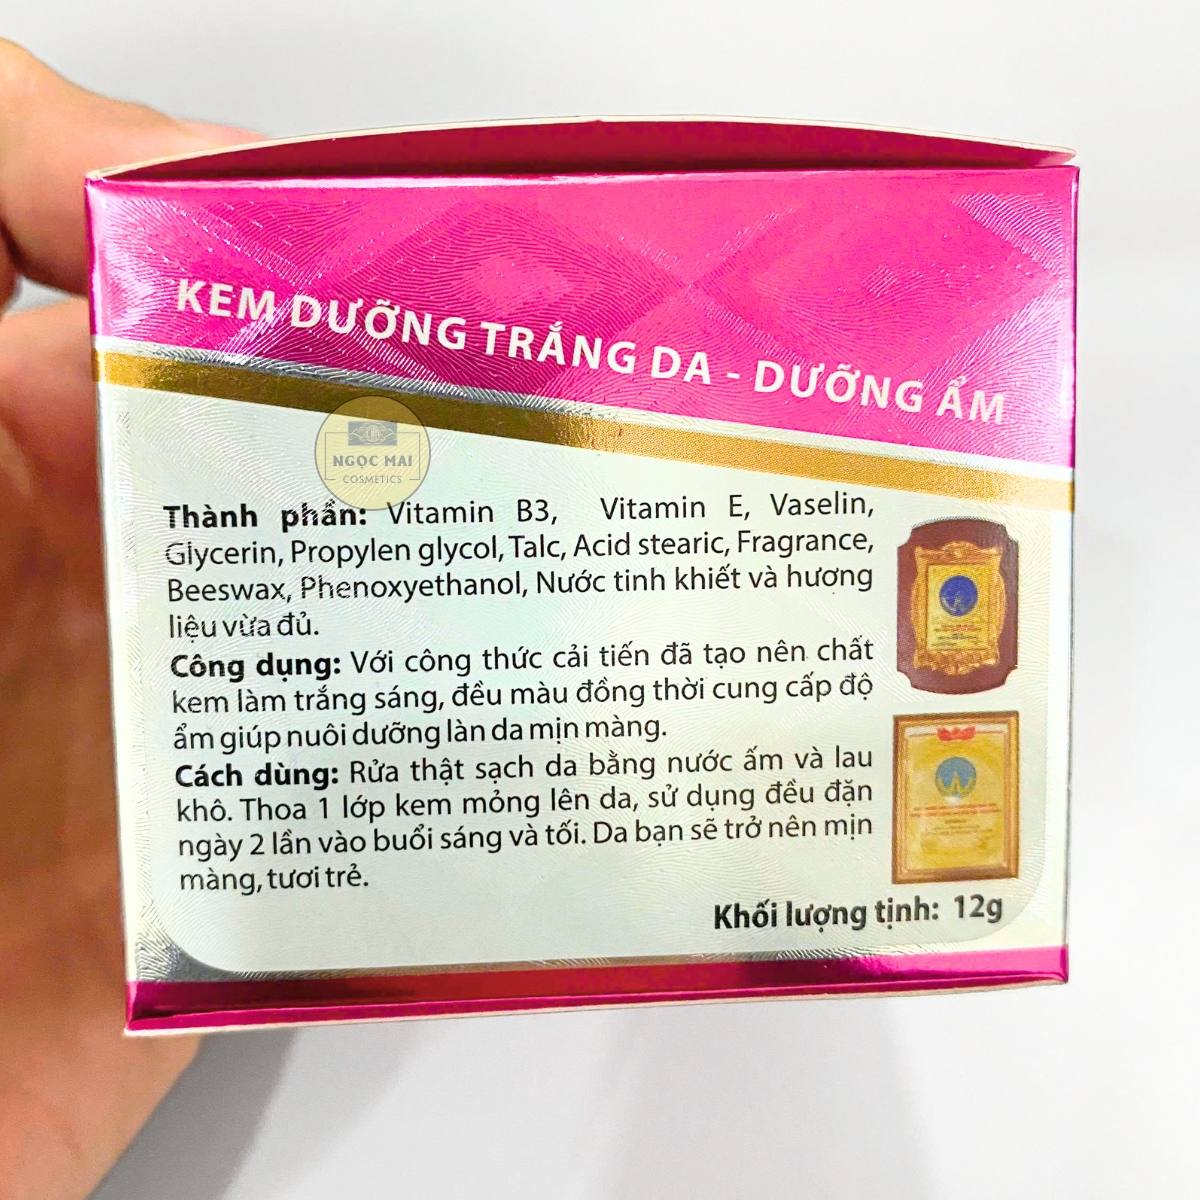 KEM DƯỠNG TRẮNG DA - DƯỠNG ẨM
NGỌC MAI
COSMETICS
Thành phần: Vitamin B3, Vitamin E, Vaselin,
Glycerin, Propylen glycol, Talc, Acid stearic, Fragrance,
Beeswax, Phenoxyethanol, Nước tinh khiết và hương
liệu vừa đủ.
Công dụng: Với công thức cải tiến đã tạo nên chất
kem làm trắng sáng, đều màu đồng thời cung cấp độ
ẩm giúp nuôi dưỡng làn da mịn màng.
Cách dùng: Rửa thật sạch da bằng nước ấm và lau
khô. Thoa 1 lớp kem mỏng lên da, sử dụng đều đặn
ngày 2 lần vào buổi sáng và tối. Da bạn sẽ trở nên mịn
màng, tươi trẻ.
Khối lượng tịnh: 12g